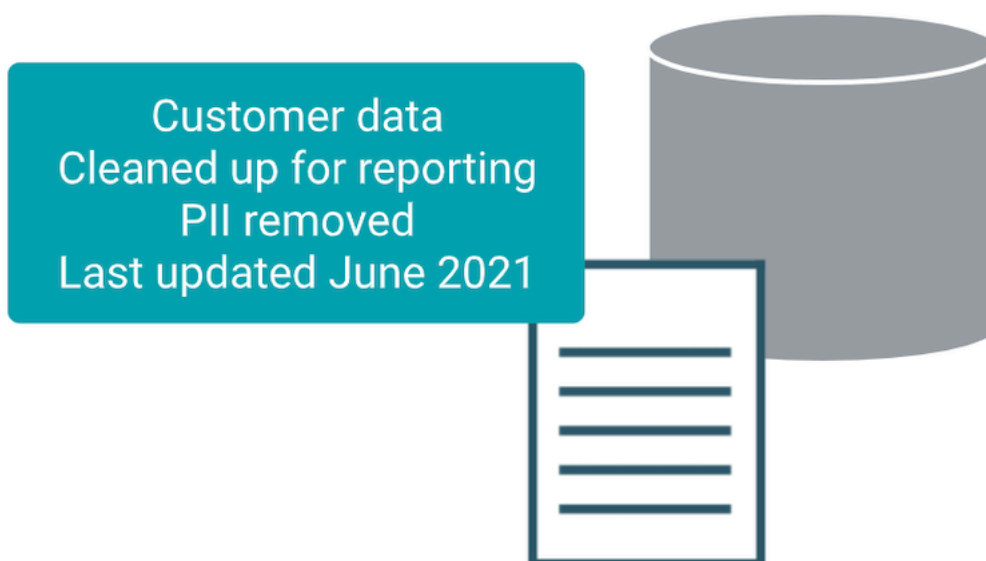 Customer data
Cleaned up for reporting
PII removed
Last updated June 2021